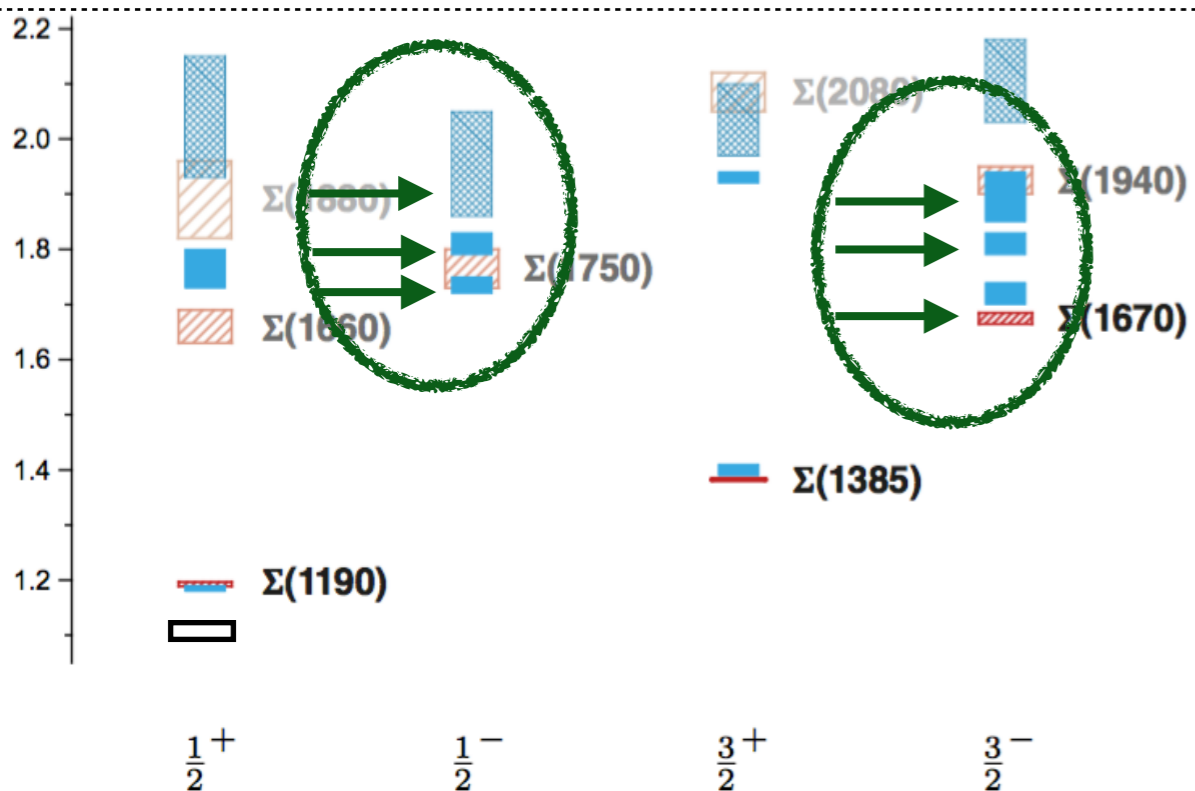 2.2
2.0
1.8
1.6
1.4
1.2
Σ(2080)
Σ(1880)
Σ(1940)
Σ(1750)
Σ(1660)
Σ(1670)
Σ(1385)
Σ(1190)
1/2+ 1/2− 3/2+ 3/2−